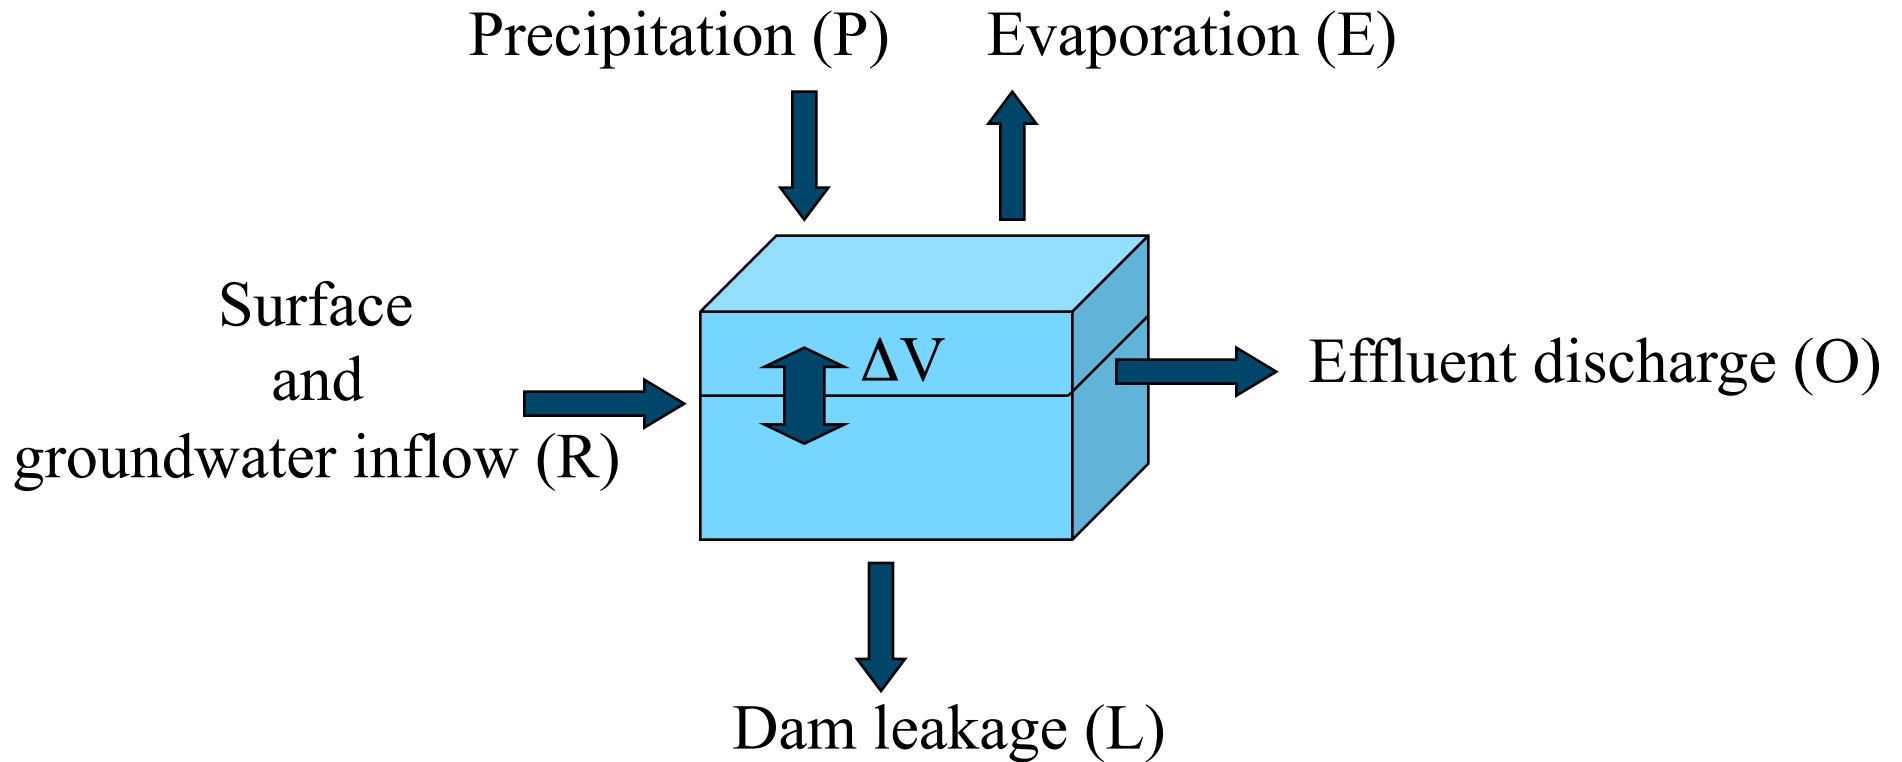 Precipitation (P)
Evaporation (E)
Surface
and
groundwater inflow (R)
ΔV
Effluent discharge (O)
Dam leakage (L)